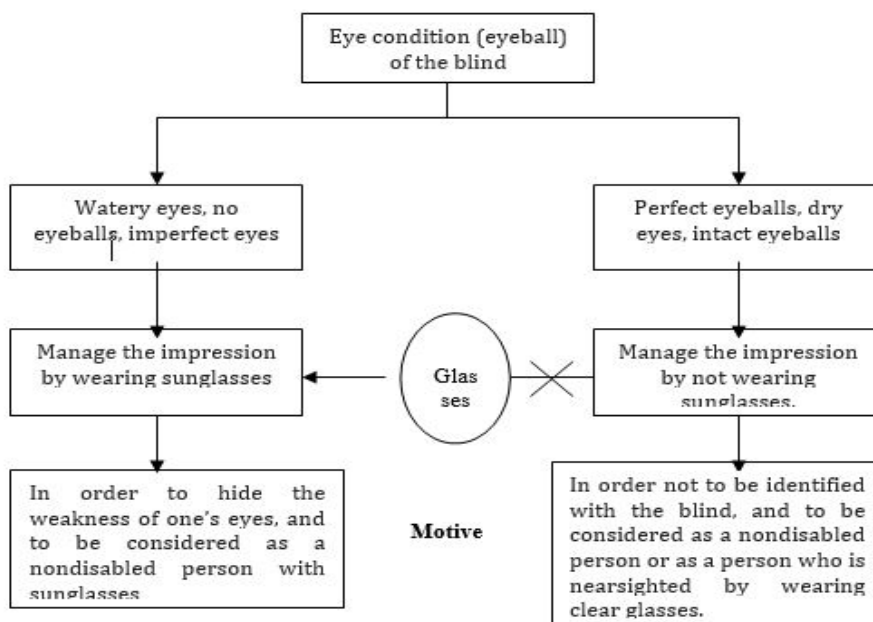 Eye condition (eyeball)
of the blind
Watery eyes, no
eyeballs, imperfect eyes
Perfect eyeballs, dry
eyes, intact eyeballs
Manage the impression
by wearing sunglasses
Glas
ses
Manage the impression
by not wearing
sunglasses.
In order to hide the
weakness of one's eyes, and
to be considered as a
nondisabled person with
sunglasses
Motive
In order not to be identified
with the blind, and to be
considered as a nondisabled
person or as a person who is
nearsighted by wearing
clear glasses.